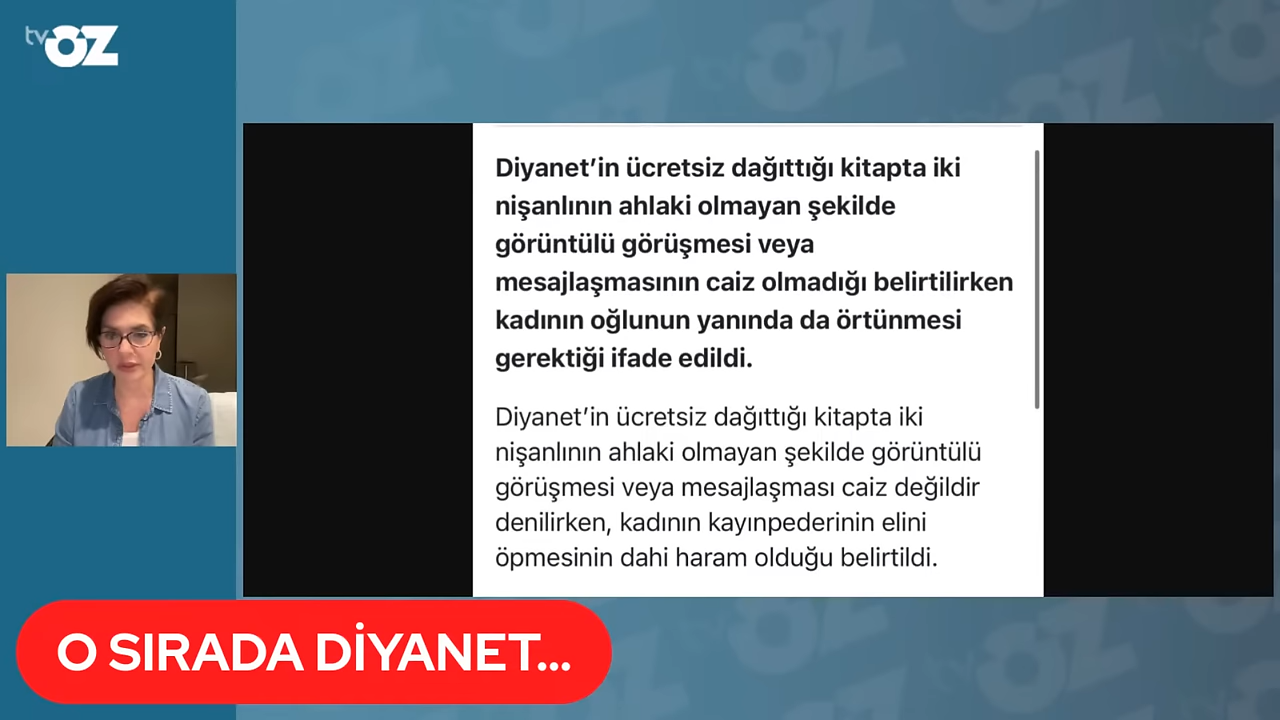 tvÖZ
Diyanet’in ücretsiz dağıttığı kitapta iki
nişanlının ahlaki olmayan şekilde
görüntülü görüşmesi veya
mesajlaşmasının caiz olmadığı belirtilirken
kadının oğlunun yanında da örtünmesi
gerektiği ifade edildi.
Diyanet’in ücretsiz dağıttığı kitapta iki
nişanlının ahlaki olmayan şekilde görüntülü
görüşmesi veya mesajlaşması caiz değildir
denilirken, kadının kayınpederinin elini
öpmesinin dahi haram olduğu belirtildi.
O SIRADA DİYANET...